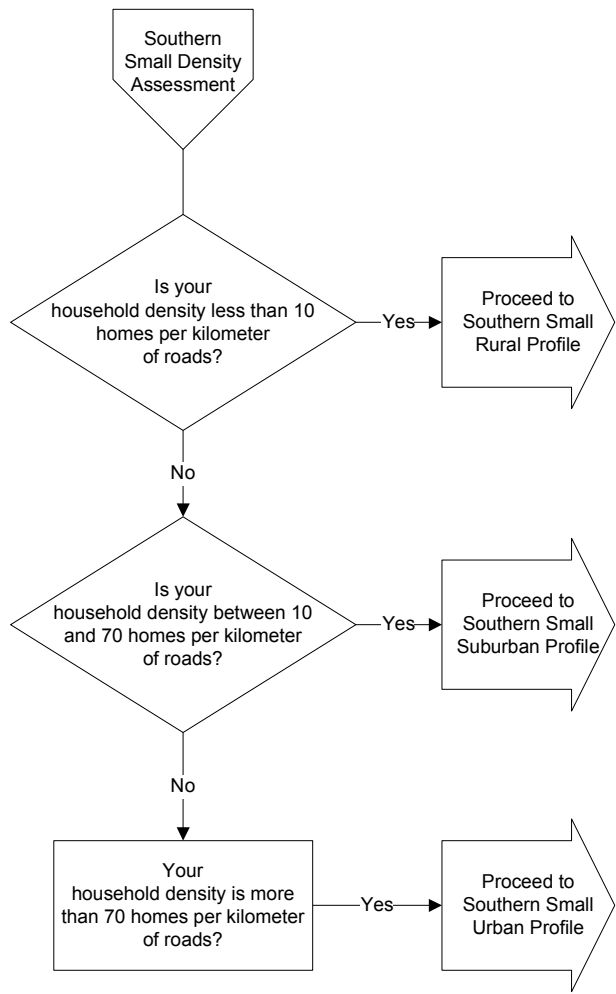 Southern
Small Density
Assessment
Is your
household density less than 10
homes per kilometer
of roads?
Yes
Proceed to
Southern Small
Rural Profile
No
Is your
household density between 10
and 70 homes per kilometer
of roads?
Yes
Proceed to
Southern Small
Suburban Profile
No
Your
household density is more
than 70 homes per kilometer
of roads?
Yes
Proceed to
Southern Small
Urban Profile